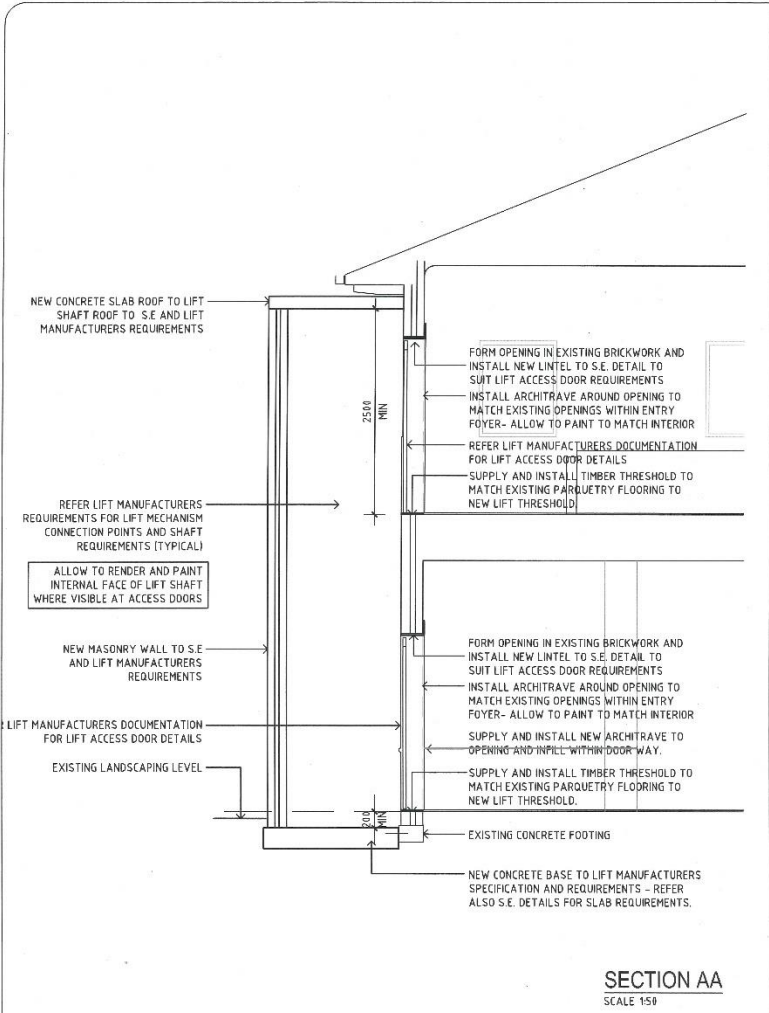 NEW CONCRETE SLAB ROOF TO LIFT
SHAFT ROOF TO S.E AND LIFT
MANUFACTURERS REQUIREMENTS
REFER LIFT MANUFACTURERS
REQUIREMENTS FOR LIFT MECHANISM
CONNECTION POINTS AND SHAFT
REQUIREMENTS (TYPICAL)
ALLOW TO RENDER AND PAINT
INTERNAL FACE OF LIFT SHAFT
WHERE VISIBLE AT ACCESS DOORS
NEW MASONRY WALL TO S.E
AND LIFT MANUFACTURERS
REQUIREMENTS
LIFT MANUFACTURERS DOCUMENTATION
FOR LIFT ACCESS DOOR DETAILS
EXISTING LANDSCAPING LEVEL
2500
MIN
200
MIN
FORM OPENING IN EXISTING BRICKWORK AND
INSTALL NEW LINTEL TO S.E. DETAIL TO
SUIT LIFT ACCESS DOOR REQUIREMENTS
INSTALL ARCHITRAVE AROUND OPENING TO
MATCH EXISTING OPENINGS WITHIN ENTRY
FOYER- ALLOW TO PAINT TO MATCH INTERIOR
REFER LIFT MANUFACTURERS DOCUMENTATION
FOR LIFT ACCESS DOOR DETAILS
SUPPLY AND INSTALL TIMBER THRESHOLD TO
MATCH EXISTING PARQUETRY FLOORING TO
NEW LIFT THRESHOLD.
FORM OPENING IN EXISTING BRICKWORK AND
INSTALL NEW LINTEL TO S.E. DETAIL TO
SUIT LIFT ACCESS DOOR REQUIREMENTS
INSTALL ARCHITRAVE AROUND OPENING TO
MATCH EXISTING OPENINGS WITHIN ENTRY
FOYER- ALLOW TO PAINT TO MATCH INTERIOR
SUPPLY AND INSTALL NEW ARCHITRAVE TO
OPENING AND INFILL WITHIN DOOR WAY.
SUPPLY AND INSTALL TIMBER THRESHOLD TO
MATCH EXISTING PARQUETRY FLOORING TO
NEW LIFT THRESHOLD.
EXISTING CONCRETE FOOTING
NEW CONCRETE BASE TO LIFT MANUFACTURERS
SPECIFICATION AND REQUIREMENTS - REFER
ALSO S.E. DETAILS FOR SLAB REQUIREMENTS.
SECTION AA
SCALE 1:50